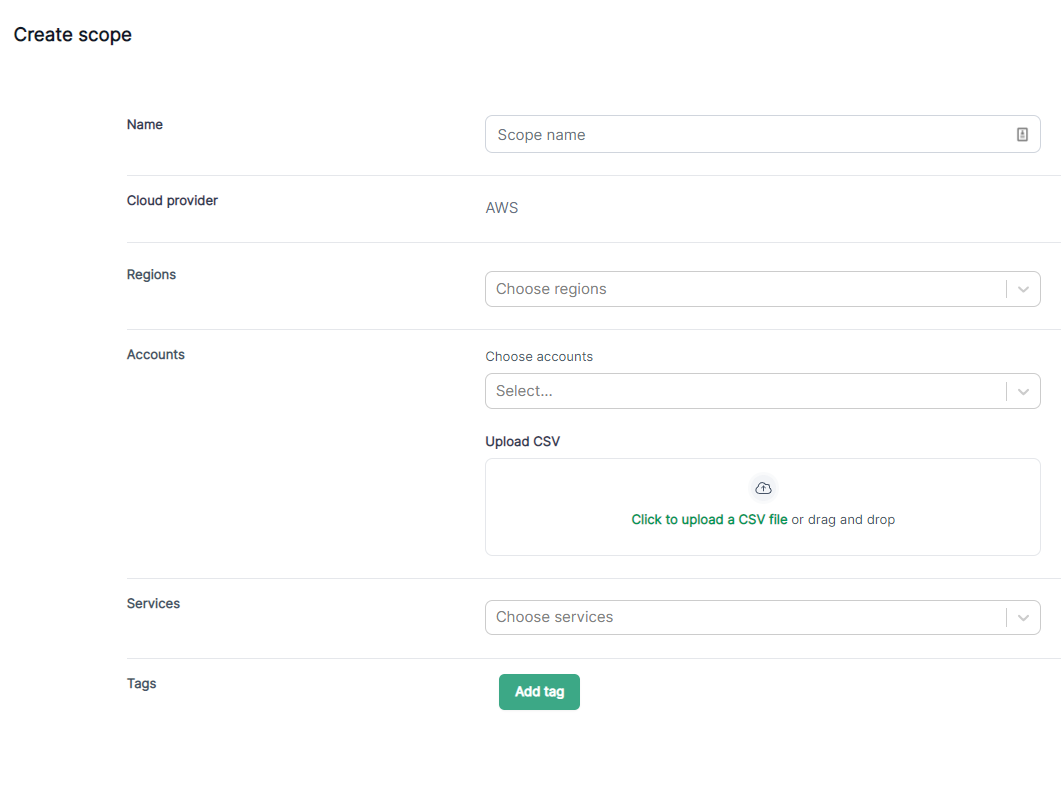 Create scope
Name
Scope name
Cloud provider
AWS
Regions
Choose regions
Accounts
Choose accounts
Select...
Upload CSV
Click to upload a CSV file or drag and drop
Services
Choose services
Tags
Add tag